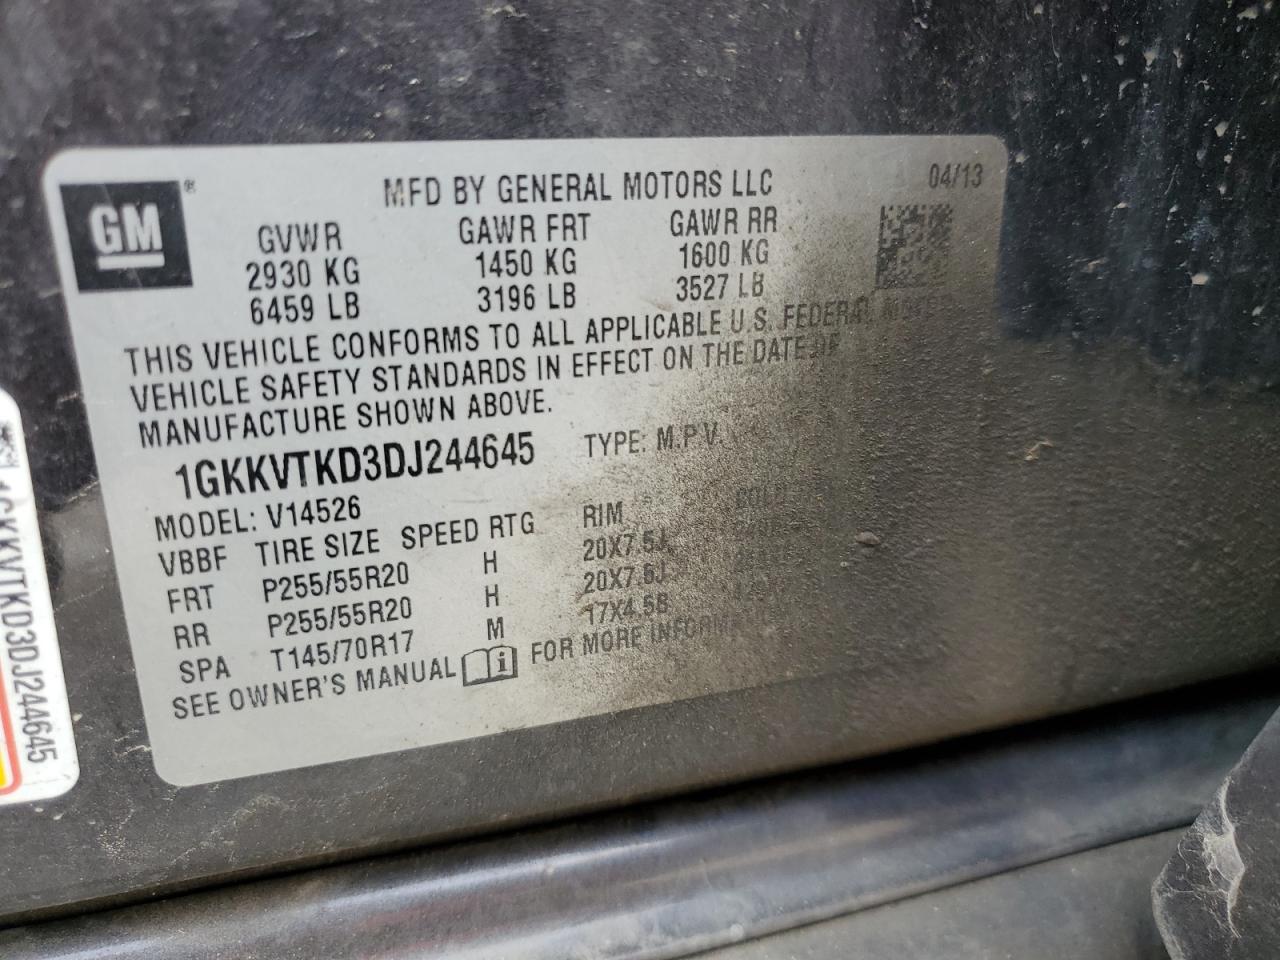 GM®
MFD BY GENERAL MOTORS LLC 04/13
GVWR GAWR FRT GAWR RR
2930 KG 1450 KG 1600 KG
6459 LB 3196 LB 3527 LB
THIS VEHICLE CONFORMS TO ALL APPLICABLE U.S. FEDERAL MOTOR
VEHICLE SAFETY STANDARDS IN EFFECT ON THE DATE OF
MANUFACTURE SHOWN ABOVE.
1GKKVTKD3DJ244645 TYPE: M.P.V.
MODEL: V14526
VBBF TIRE SIZE SPEED RTG RIM COLD
FRT P255/55R20 H 20X7.5J
RR P255/55R20 H 20X7.5J
SPA T145/70R17 M 17X4.5B
SEE OWNER'S MANUAL FOR MORE INFORMATION
1GKKVTKD3DJ244645